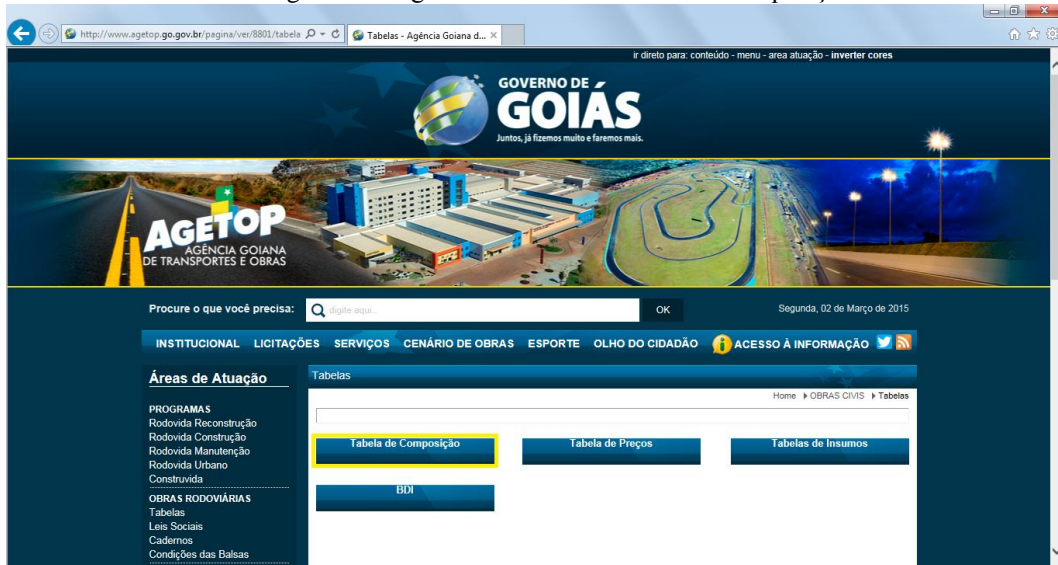 http://www.agetop.go.gov.br/pagina/ver/8801/tabela
Tabelas - Agência Goiana d...
ir direto para: conteúdo - menu - area atuação - inverter cores
GOVERNO DE
GOIÁS
Juntos, já fizemos muito e faremos mais.
AGETOP
AGÊNCIA GOIANA
DE TRANSPORTES E OBRAS
Procure o que você precisa:
digite aqui...
OK
Segunda, 02 de Março de 2015
INSTITUCIONAL LICITAÇÕES SERVIÇOS CENÁRIO DE OBRAS ESPORTE OLHO DO CIDADÃO ACESSO À INFORMAÇÃO
Áreas de Atuação
PROGRAMAS
Rodovida Reconstrução
Rodovida Construção
Rodovida Manutenção
Rodovida Urbano
Construvida
OBRAS RODOVIÁRIAS
Tabelas
Leis Sociais
Cadernos
Condições das Balsas
Tabelas
Home OBRAS CIVIS Tabelas
Tabela de Composição
Tabela de Preços
Tabelas de Insumos
BDI